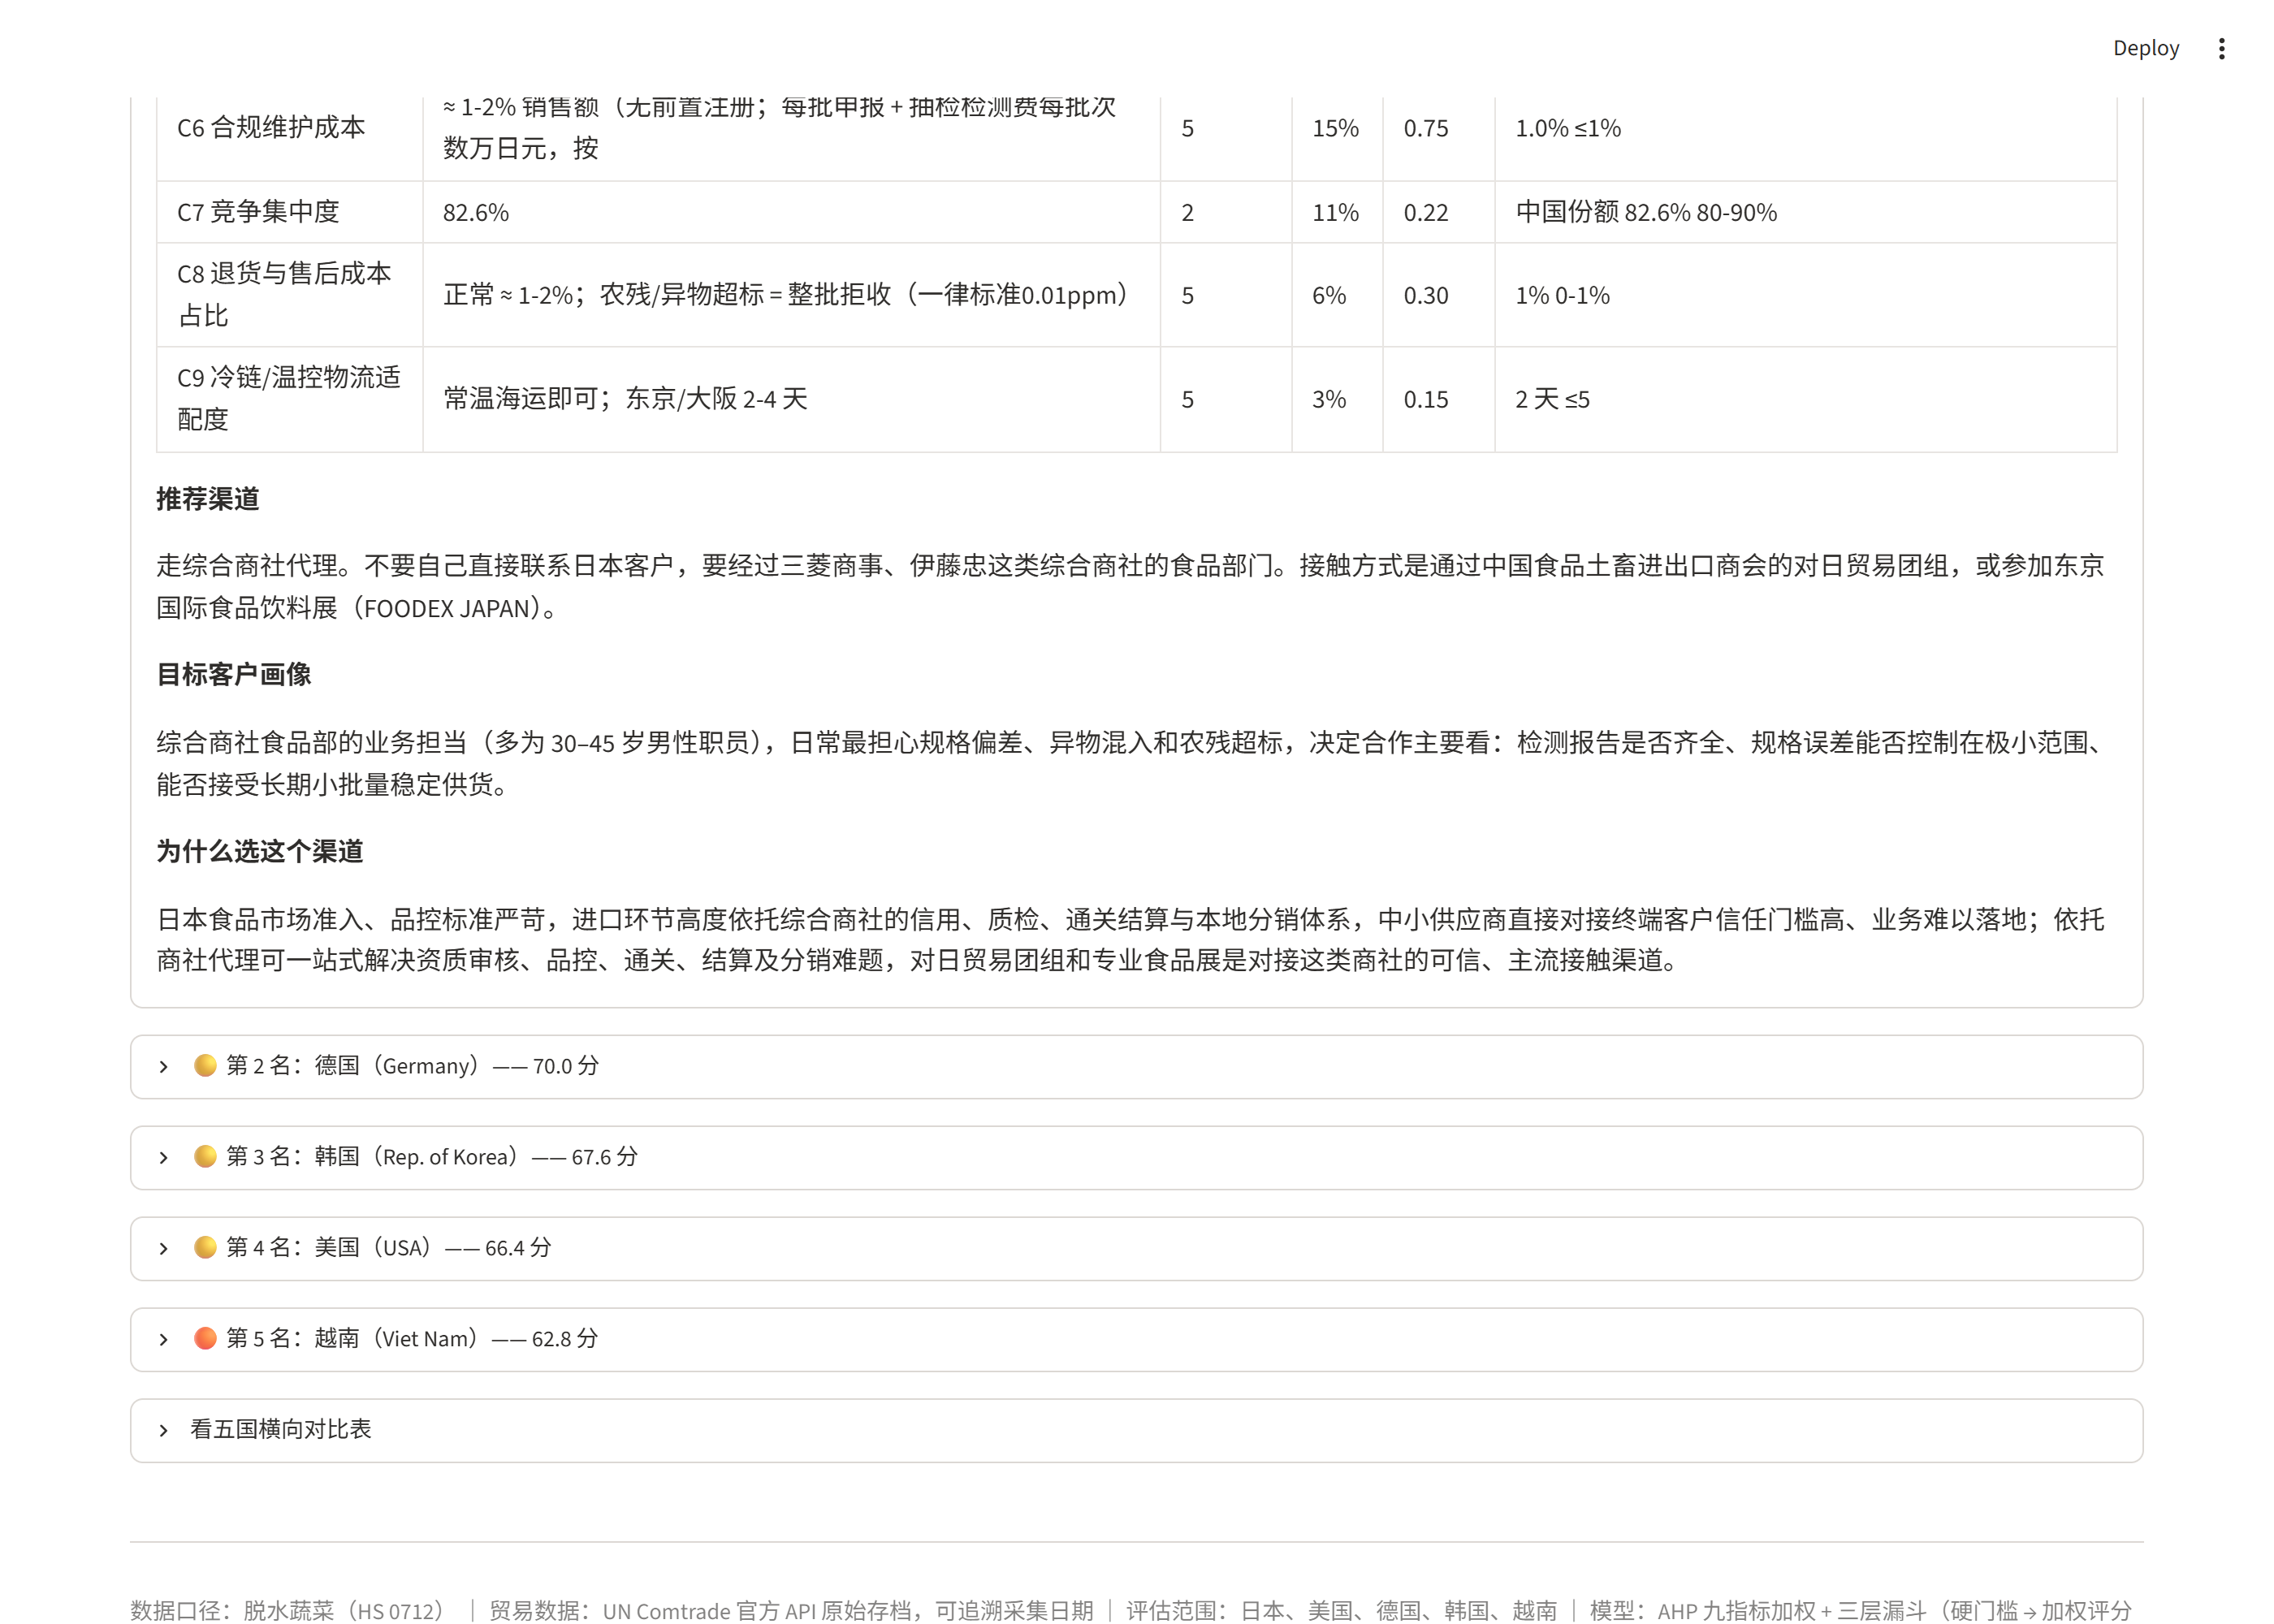 Deploy
C6 合规维护成本
≈ 1-2% 销售额（无前置注册；每批申报 + 抽检检测费每批次
数万日元，按
5
15%
0.75
1.0% ≤1%
C7 竞争集中度
82.6%
2
11%
0.22
中国份额 82.6% 80-90%
C8 退货与售后成本
占比
正常 ≈ 1-2%；农残/异物超标 = 整批拒收（一律标准0.01ppm）
5
6%
0.30
1% 0-1%
C9 冷链/温控物流适
配度
常温海运即可；东京/大阪 2-4 天
5
3%
0.15
2 天 ≤5
推荐渠道
走综合商社代理。不要自己直接联系日本客户，要经过三菱商事、伊藤忠这类综合商社的食品部门。接触方式是通过中国食品土畜进出口商会的对日贸易团组，或参加东京
国际食品饮料展（FOODEX JAPAN）。
目标客户画像
综合商社食品部的业务担当（多为 30–45 岁男性职员），日常最担心规格偏差、异物混入和农残超标，决定合作主要看：检测报告是否齐全、规格误差能否控制在极小范围、
能否接受长期小批量稳定供货。
为什么选这个渠道
日本食品市场准入、品控标准严苛，进口环节高度依托综合商社的信用、质检、通关结算与本地分销体系，中小供应商直接对接终端客户信任门槛高、业务难以落地；依托
商社代理可一站式解决资质审核、品控、通关、结算及分销难题，对日贸易团组和专业食品展是对接这类商社的可信、主流接触渠道。
第 2 名：德国（Germany）—— 70.0 分
第 3 名：韩国（Rep. of Korea）—— 67.6 分
第 4 名：美国（USA）—— 66.4 分
第 5 名：越南（Viet Nam）—— 62.8 分
看五国横向对比表
数据口径：脱水蔬菜（HS 0712） ｜ 贸易数据：UN Comtrade 官方 API 原始存档，可追溯采集日期 ｜ 评估范围：日本、美国、德国、韩国、越南 ｜ 模型：AHP 九指标加权 + 三层漏斗（硬门槛 → 加权评分